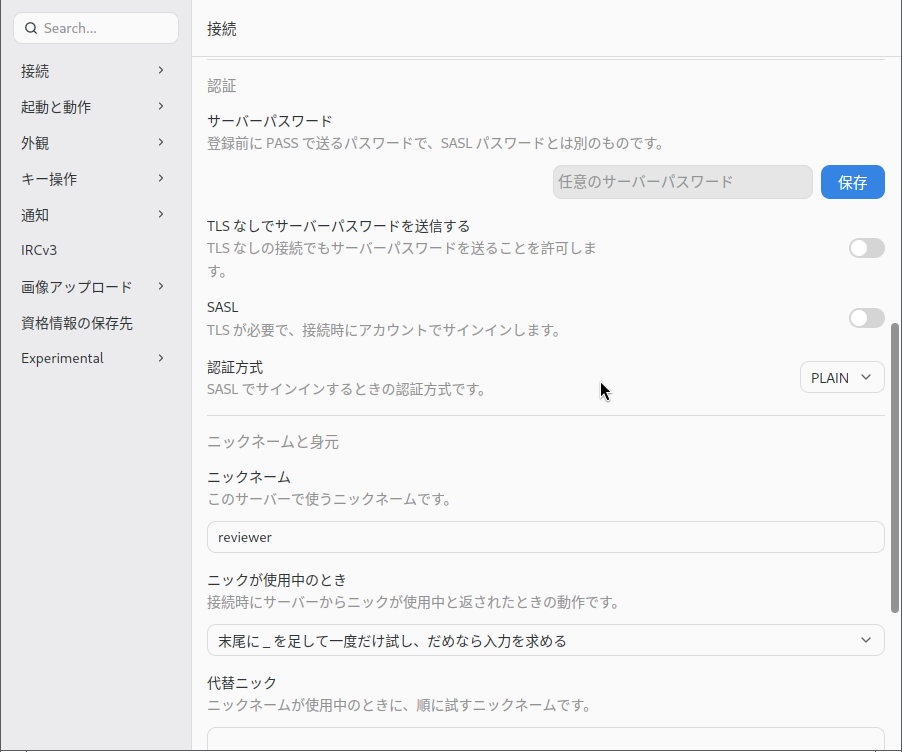 Search...
接続
起動と動作
外観
キー操作
通知
IRCv3
画像アップロード
資格情報の保存先
Experimental
接続
認証
サーバーパスワード
登録前に PASS で送るパスワードで、SASL パスワードとは別のものです。
任意のサーバーパスワード
保存
TLS なしでサーバーパスワードを送信する
TLS なしの接続でもサーバーパスワードを送ることを許可しま
す。
SASL
TLS が必要で、接続時にアカウントでサインインします。
認証方式
SASL でサインインするときの認証方式です。
PLAIN
ニックネームと身元
ニックネーム
このサーバーで使うニックネームです。
reviewer
ニックが使用中のとき
接続時にサーバーからニックが使用中と返されたときの動作です。
末尾に _ を足して一度だけ試し、だめなら入力を求める
代替ニック
ニックネームが使用中のときに、順に試すニックネームです。